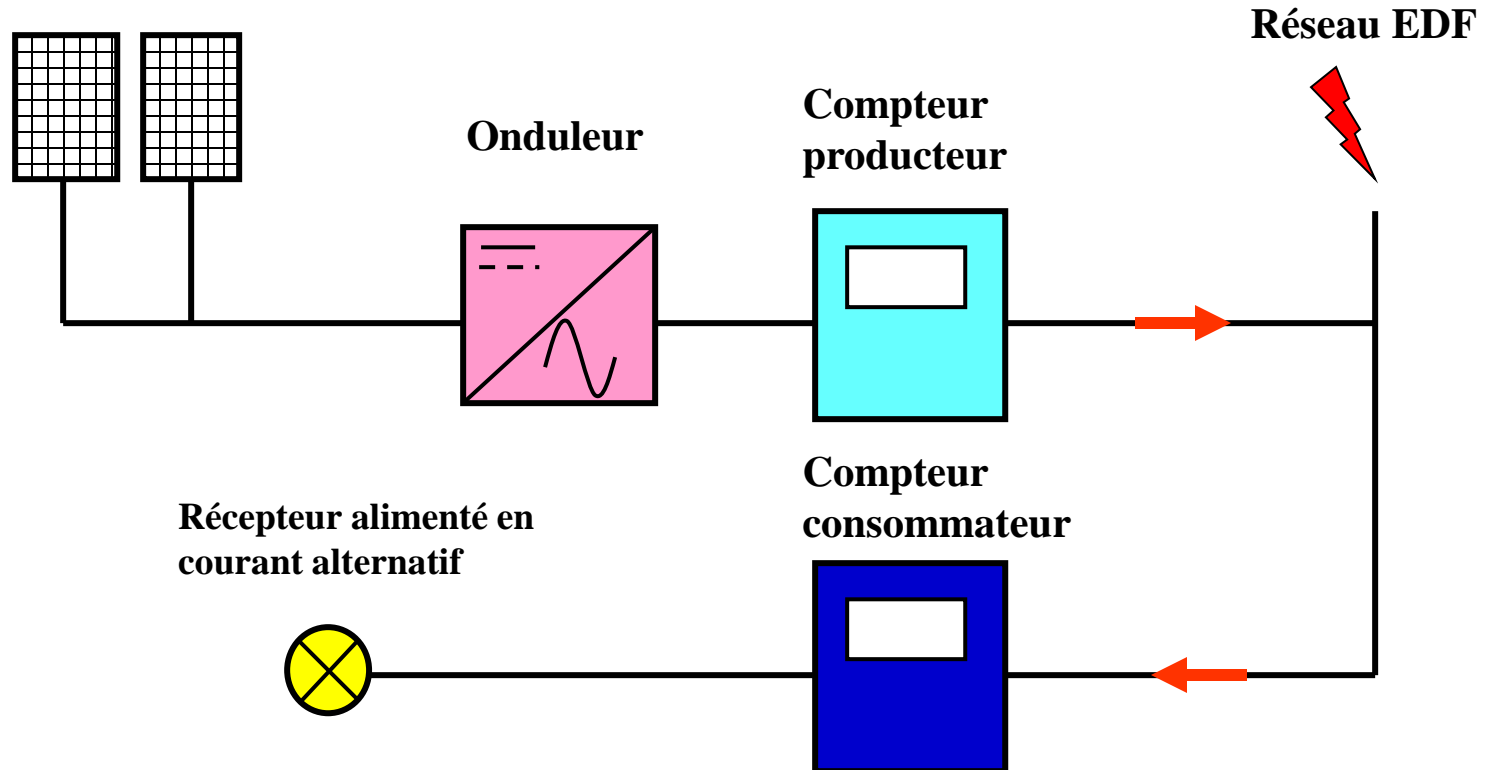 Réseau EDF
Onduleur
Compteur
producteur
Compteur
consommateur
Récepteur alimenté en
courant alternatif